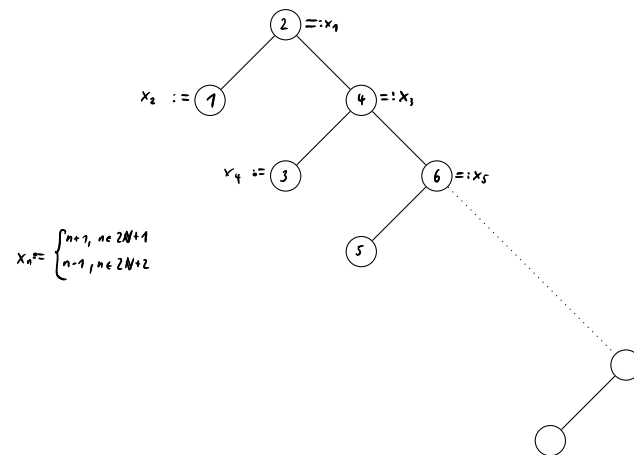 2 =: x₁
x₂ := 1
4 =: x₃
x₄ := 3
6 =: x₅
5
xₙ := { n+1, n ∈ 2ℕ+1
n-1, n ∈ 2ℕ+2